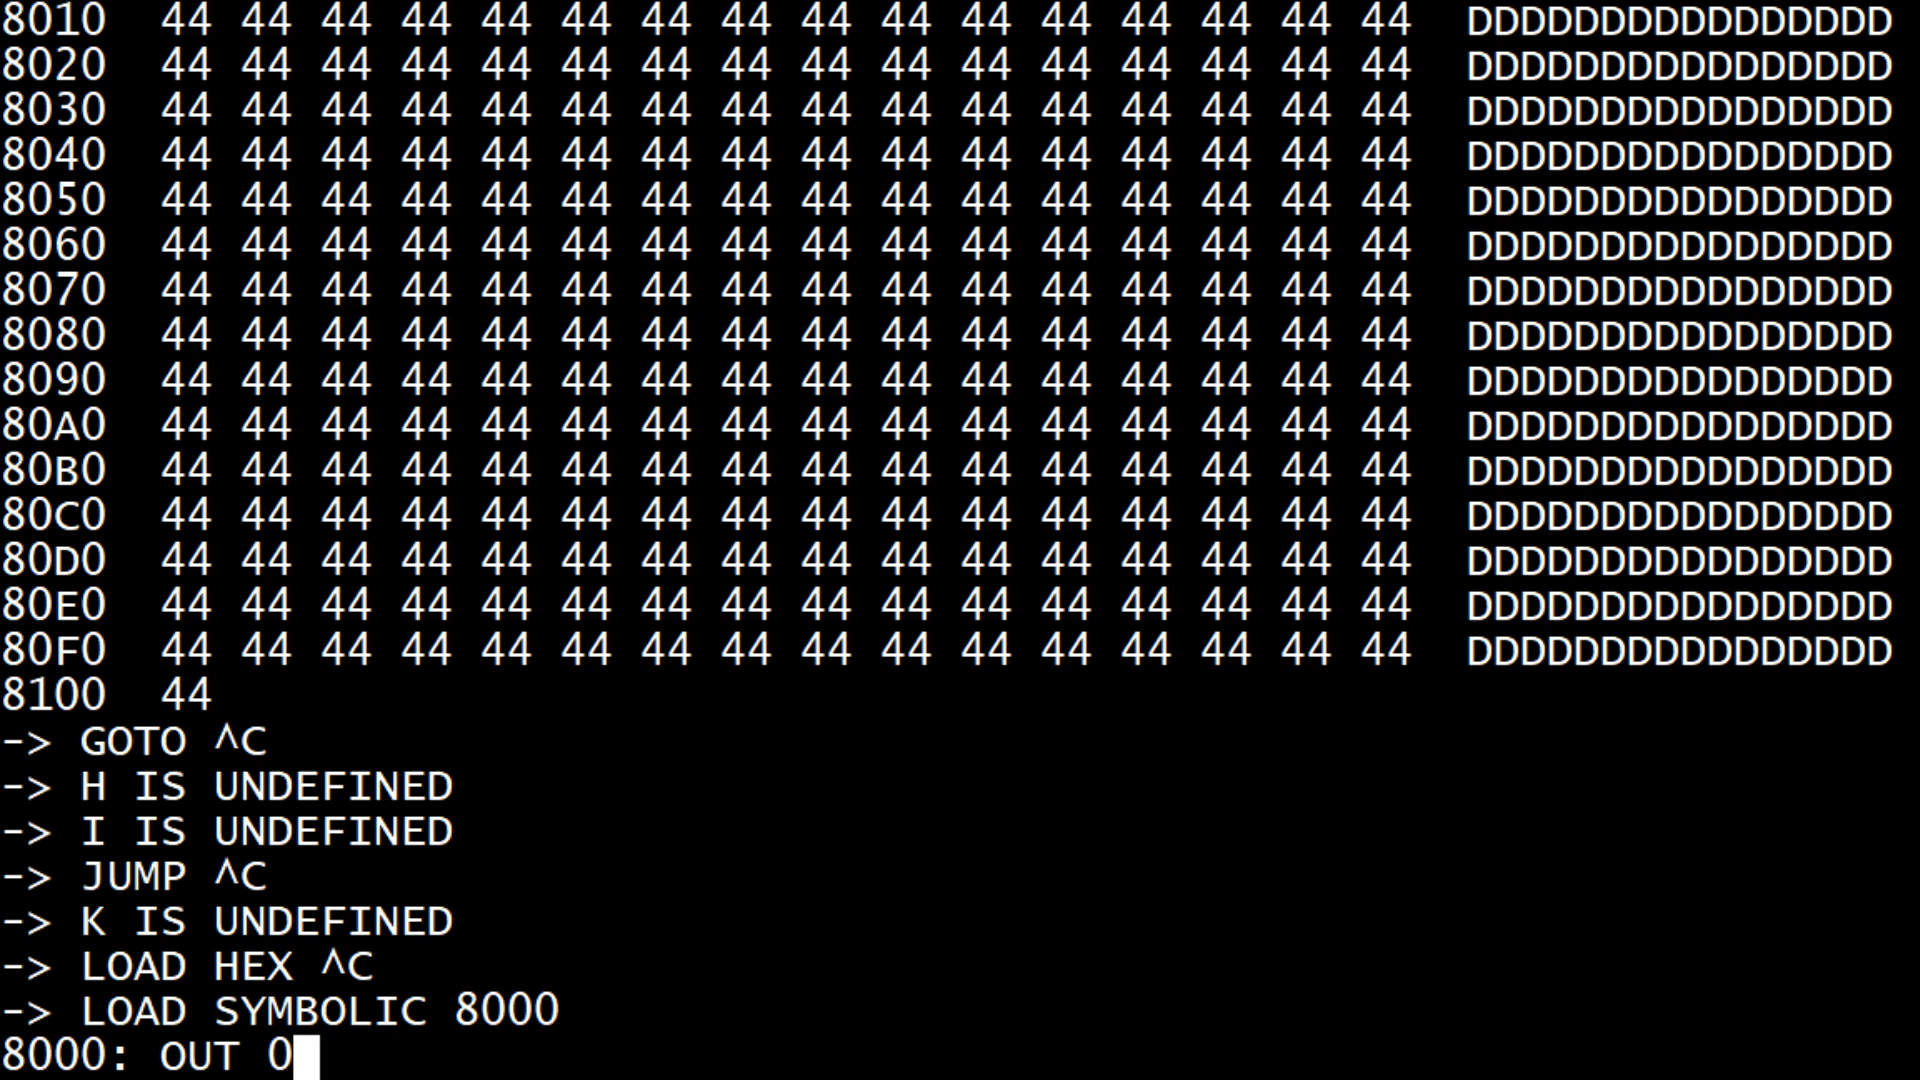 8010  44 44 44 44 44 44 44 44 44 44 44 44 44 44 44 44  DDDDDDDDDDDDDDDD
8020  44 44 44 44 44 44 44 44 44 44 44 44 44 44 44 44  DDDDDDDDDDDDDDDD
8030  44 44 44 44 44 44 44 44 44 44 44 44 44 44 44 44  DDDDDDDDDDDDDDDD
8040  44 44 44 44 44 44 44 44 44 44 44 44 44 44 44 44  DDDDDDDDDDDDDDDD
8050  44 44 44 44 44 44 44 44 44 44 44 44 44 44 44 44  DDDDDDDDDDDDDDDD
8060  44 44 44 44 44 44 44 44 44 44 44 44 44 44 44 44  DDDDDDDDDDDDDDDD
8070  44 44 44 44 44 44 44 44 44 44 44 44 44 44 44 44  DDDDDDDDDDDDDDDD
8080  44 44 44 44 44 44 44 44 44 44 44 44 44 44 44 44  DDDDDDDDDDDDDDDD
8090  44 44 44 44 44 44 44 44 44 44 44 44 44 44 44 44  DDDDDDDDDDDDDDDD
80A0  44 44 44 44 44 44 44 44 44 44 44 44 44 44 44 44  DDDDDDDDDDDDDDDD
80B0  44 44 44 44 44 44 44 44 44 44 44 44 44 44 44 44  DDDDDDDDDDDDDDDD
80C0  44 44 44 44 44 44 44 44 44 44 44 44 44 44 44 44  DDDDDDDDDDDDDDDD
80D0  44 44 44 44 44 44 44 44 44 44 44 44 44 44 44 44  DDDDDDDDDDDDDDDD
80E0  44 44 44 44 44 44 44 44 44 44 44 44 44 44 44 44  DDDDDDDDDDDDDDDD
80F0  44 44 44 44 44 44 44 44 44 44 44 44 44 44 44 44  DDDDDDDDDDDDDDDD
8100  44
-> GOTO ^C
-> H IS UNDEFINED
-> I IS UNDEFINED
-> JUMP ^C
-> K IS UNDEFINED
-> LOAD HEX ^C
-> LOAD SYMBOLIC 8000
8000: OUT 0